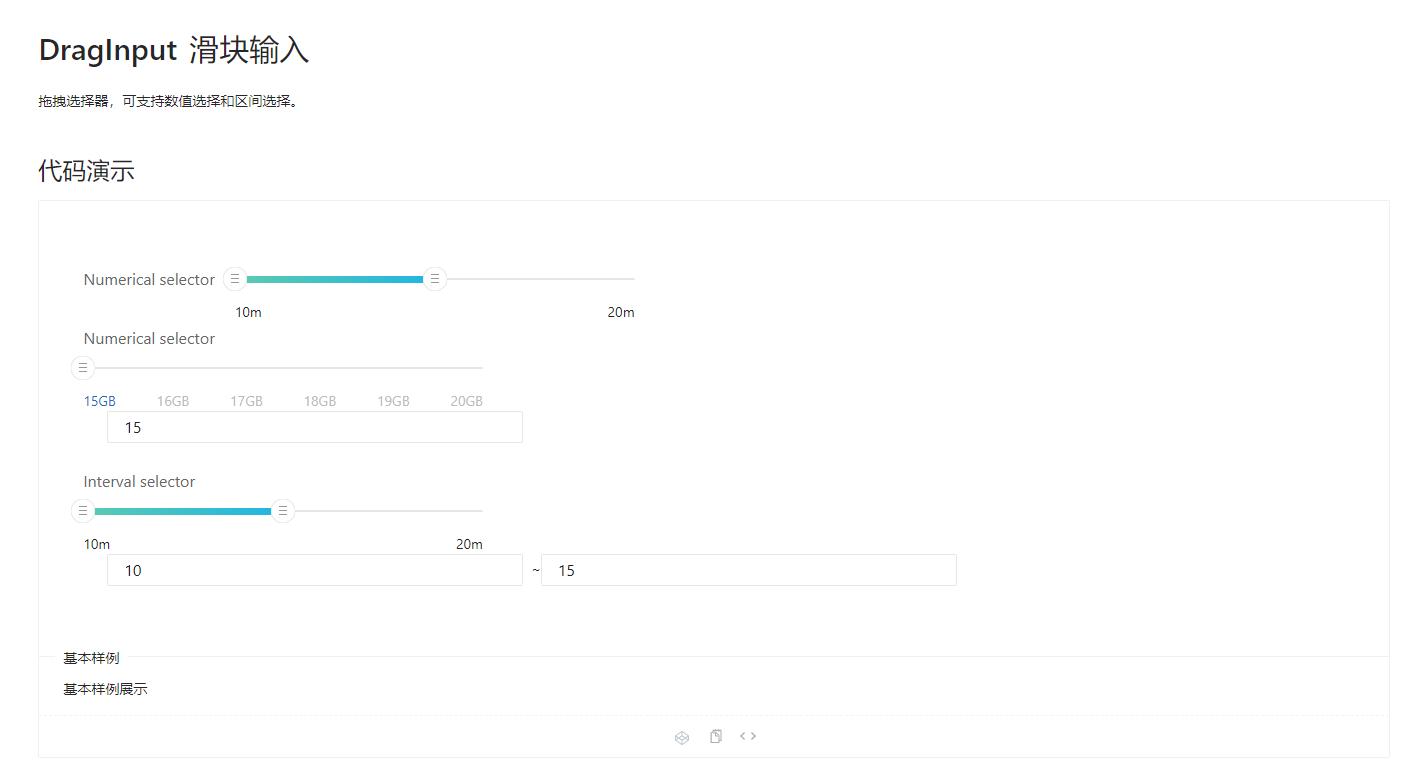 DragInput 滑块输入
拖拽选择器，可支持数值选择和区间选择。
代码演示
Numerical selector
10m 20m
Numerical selector
15GB 16GB 17GB 18GB 19GB 20GB
15
Interval selector
10m 20m
10 ~ 15
基本样例
基本样例展示